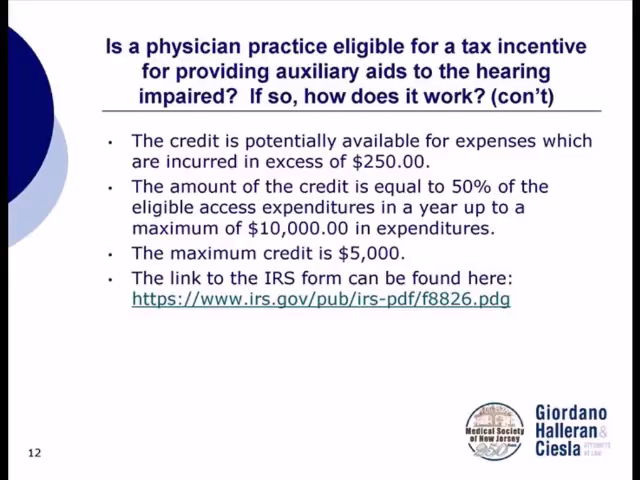 Is a physician practice eligible for a tax incentive
for providing auxiliary aids to the hearing
impaired? If so, how does it work? (con't)
• The credit is potentially available for expenses which
are incurred in excess of $250.00.
• The amount of the credit is equal to 50% of the
eligible access expenditures in a year up to a
maximum of $10,000.00 in expenditures.
• The maximum credit is $5,000.
• The link to the IRS form can be found here:
https://www.irs.gov/pub/irs-pdf/f8826.pdg
Medical Society
of New Jersey
250
Giordano
Halleran &
Ciesla
ATTORNEYS
AT LAW
12